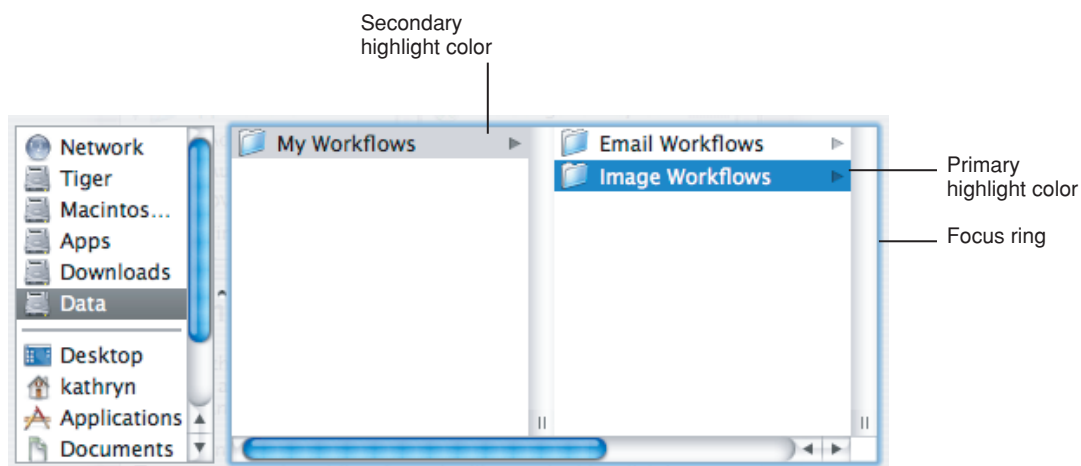 Secondary
highlight color
Network
Tiger
Macintos...
Apps
Downloads
Data
Desktop
kathryn
Applications
Documents
My Workflows
Email Workflows
Image Workflows
Primary
highlight color
Focus ring